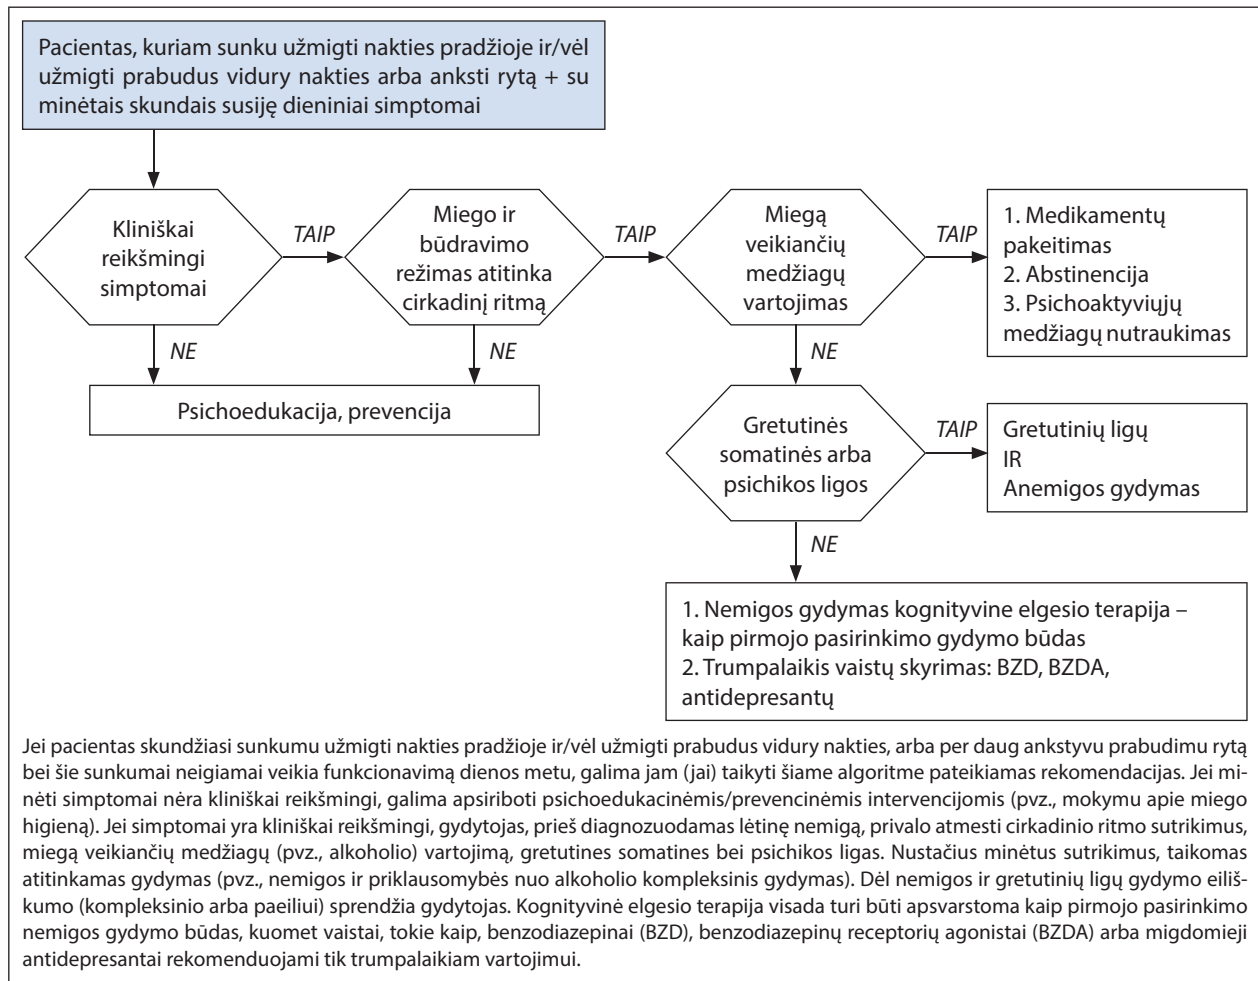 Pacientas, kuriam sunku užmigti nakties pradžioje ir/vėl
užmigti prabudus vidury nakties arba anksti rytą + su
minėtais skundais susiję dieniniai simptomai
Kliniškai
reikšmingi
simptomai
TAIP
Miego ir
būdravimo
režimas atitinka
cirkadinį ritmą
TAIP
Miegą
veikiančių
medžiagų
vartojimas
TAIP
1. Medikamentų
pakeitimas
2. Abstinencija
3. Psichoaktyviųjų
medžiagų nutraukimas
NE
NE
NE
Psichoedukacija, prevencija
Gretutinės
somatinės arba
psichikos ligos
TAIP
Gretutinių ligų
IR
Anemigos gydymas
NE
1. Nemigos gydymas kognityvine elgesio terapija –
kaip pirmojo pasirinkimo gydymo būdas
2. Trumpalaikis vaistų skyrimas: BZD, BZDA,
antidepresantų
Jei pacientas skundžiasi sunkumu užmigti nakties pradžioje ir/vėl užmigti prabudus vidury nakties, arba per daug ankstyvu prabudimu rytą
bei šie sunkumai neigiamai veikia funkcionavimą dienos metu, galima jam (jai) taikyti šiame algoritme pateikiamas rekomendacijas. Jei mi-
nėti simptomai nėra kliniškai reikšmingi, galima apsiriboti psichoedukacinėmis/prevencinėmis intervencijomis (pvz., mokymu apie miego
higieną). Jei simptomai yra kliniškai reikšmingi, gydytojas, prieš diagnozuodamas lėtinę nemigą, privalo atmesti cirkadinio ritmo sutrikimus,
miegą veikiančių medžiagų (pvz., alkoholio) vartojimą, gretutines somatines bei psichikos ligas. Nustačius minėtus sutrikimus, taikomas
atitinkamas gydymas (pvz., nemigos ir priklausomybės nuo alkoholio kompleksinis gydymas). Dėl nemigos ir gretutinių ligų gydymo eiliš-
kumo (kompleksinio arba paeiliui) sprendžia gydytojas. Kognityvinė elgesio terapija visada turi būti apsvarstoma kaip pirmojo pasirinkimo
nemigos gydymo būdas, kuomet vaistai, tokie kaip, benzodiazepinai (BZD), benzodiazepinų receptorių agonistai (BZDA) arba migdomieji
antidepresantai rekomenduojami tik trumpalaikiam vartojimui.